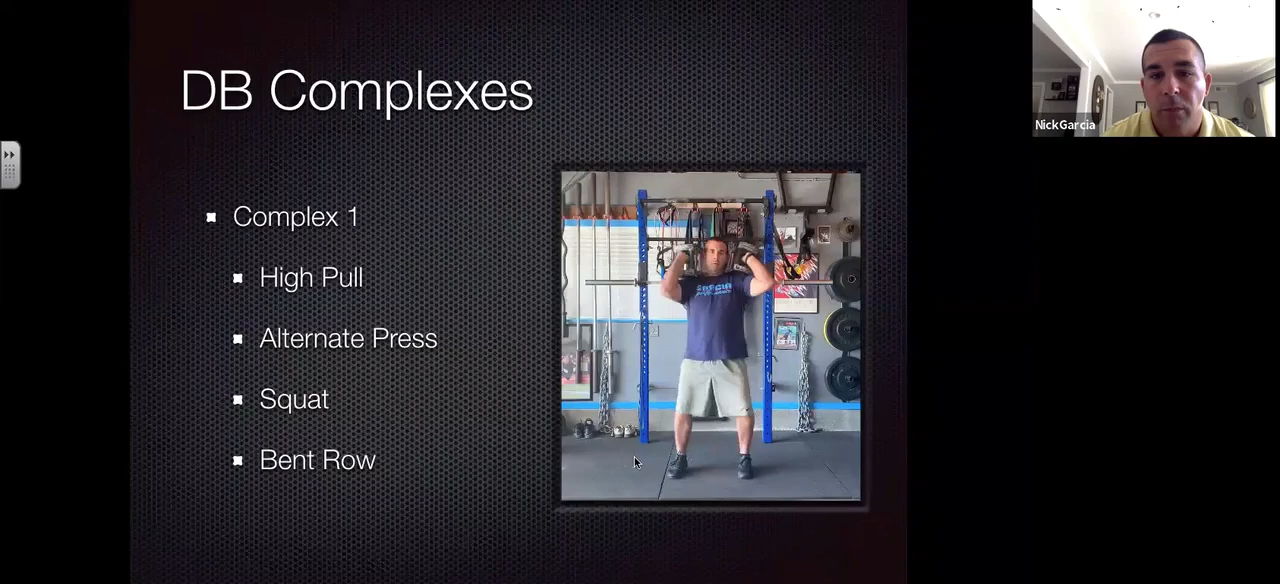 DB Complexes
Complex 1
High Pull
Alternate Press
Squat
Bent Row
NickGarcia